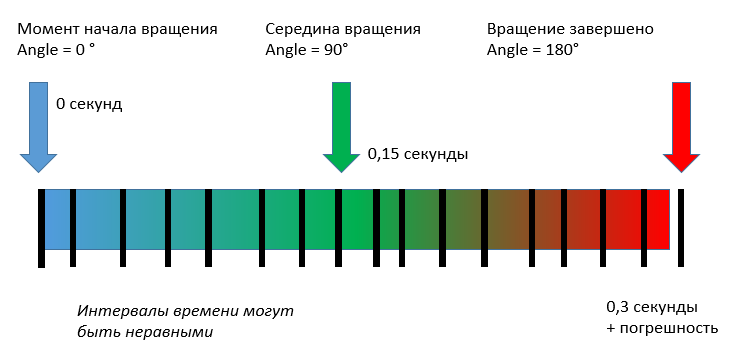 Момент начала вращения
Angle = 0 °
Середина вращения
Angle = 90°
Вращение завершено
Angle = 180°
0 секунд
0,15 секунды
Интервалы времени могут
быть неравными
0,3 секунды
+ погрешность